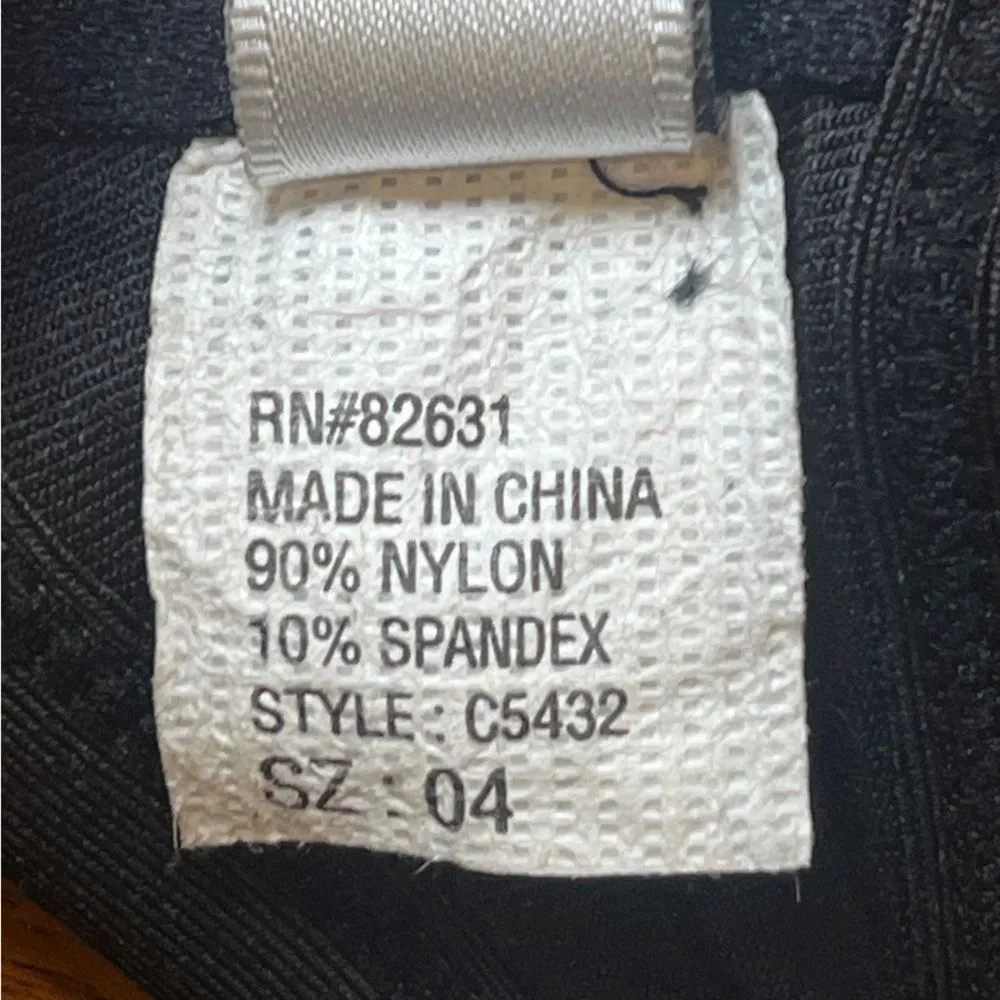 RN#82631
MADE IN CHINA
90% NYLON
10% SPANDEX
STYLE : C5432
SZ : 04